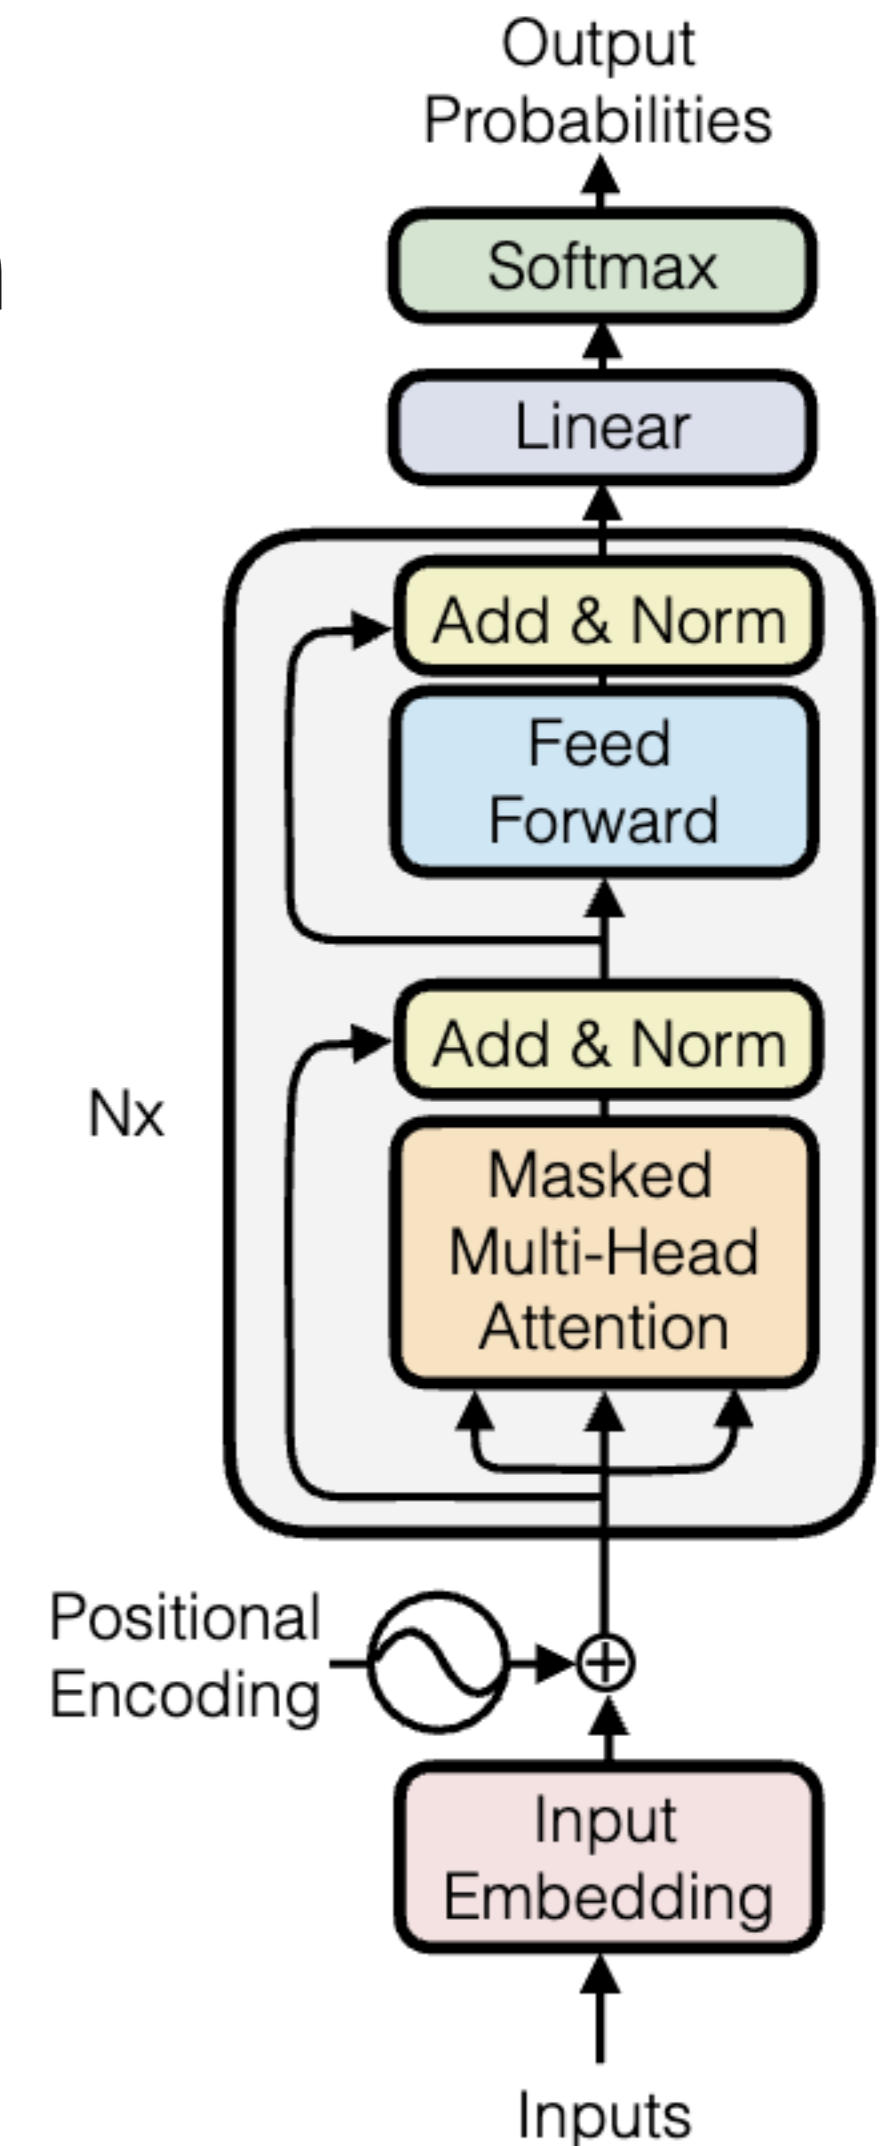 Output
Probabilities
Softmax
Linear
Add & Norm
Feed
Forward
Add & Norm
Nx
Masked
Multi-Head
Attention
Positional
Encoding
Input
Embedding
Inputs